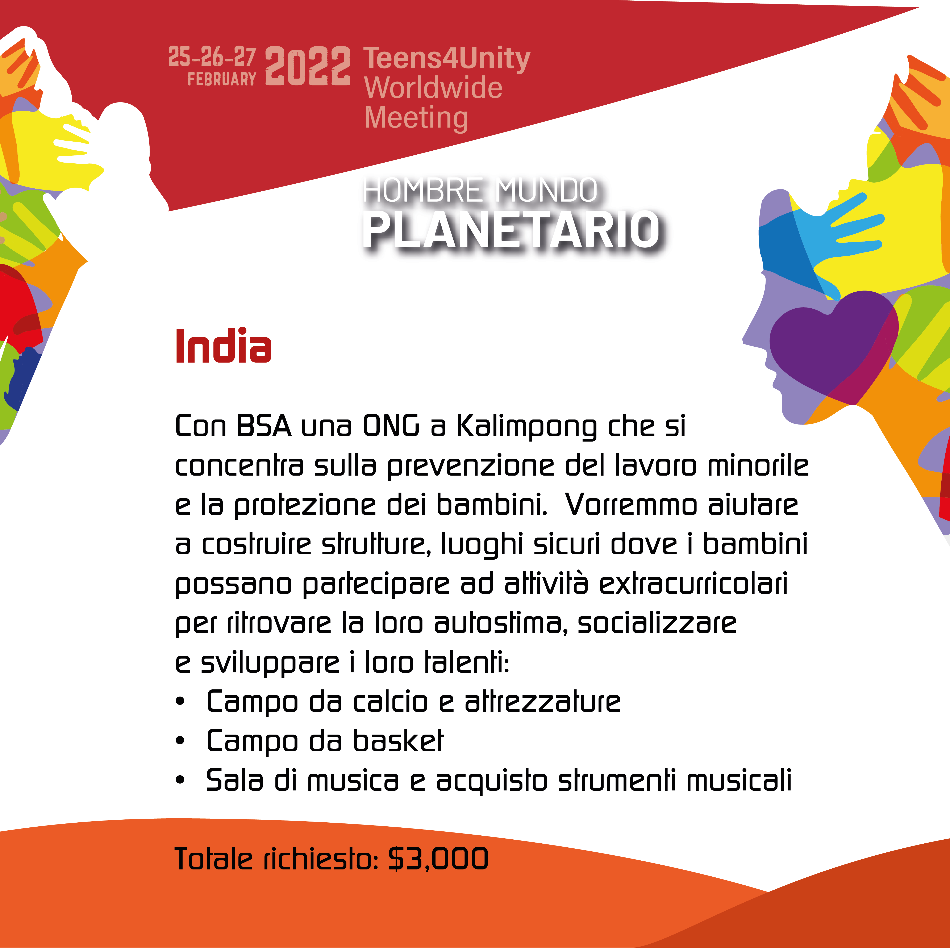 25-26-27
FEBRUARY
2022
Teens4Unity
Worldwide
Meeting
HOMBRE MUNDO
PLANETARIO
India
Con BSA una ONG a Kalimpong che si
concentra sulla prevenzione del lavoro minorile
e la protezione dei bambini. Vorremmo aiutare
a costruire strutture, luoghi sicuri dove i bambini
possano partecipare ad attività extracurricolari
per ritrovare la loro autostima, socializzare
e sviluppare i loro talenti:
• Campo da calcio e attrezzature
• Campo da basket
• Sala di musica e acquisto strumenti musicali
Totale richiesto: $3,000